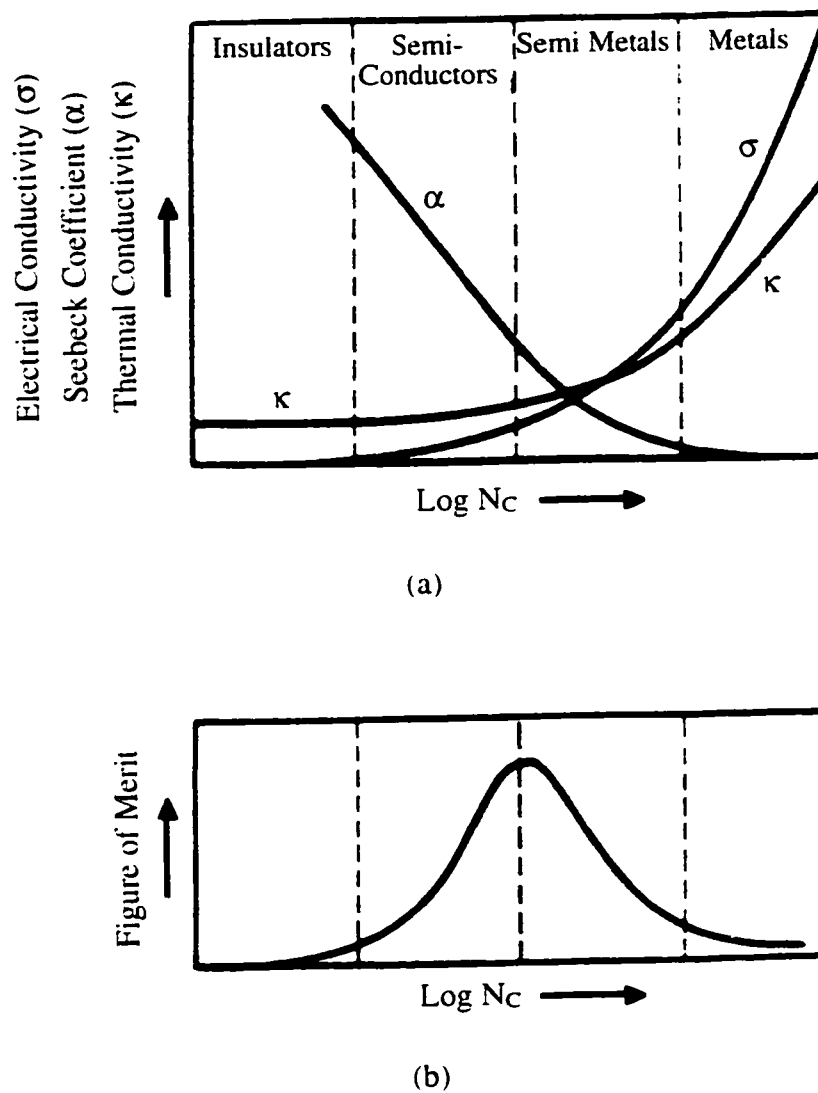 Insulators
Semi-
Conductors
Semi Metals
Metals
Electrical Conductivity (σ)
Seebeck Coefficient (α)
Thermal Conductivity (κ)
α
σ
κ
κ
Log NC
(a)
Figure of Merit
Log NC
(b)